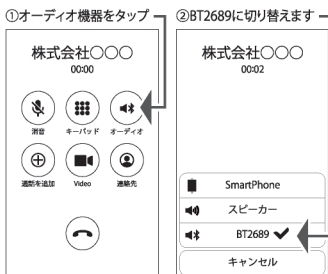 ①オーディオ機器をタップ
株式会社○○○
00:00
消音
キーパッド
オーディオ
通話を追加
Video
連絡先
②BT2689に切り替えます
株式会社○○○
00:02
SmartPhone
スピーカー
BT2689
キャンセル